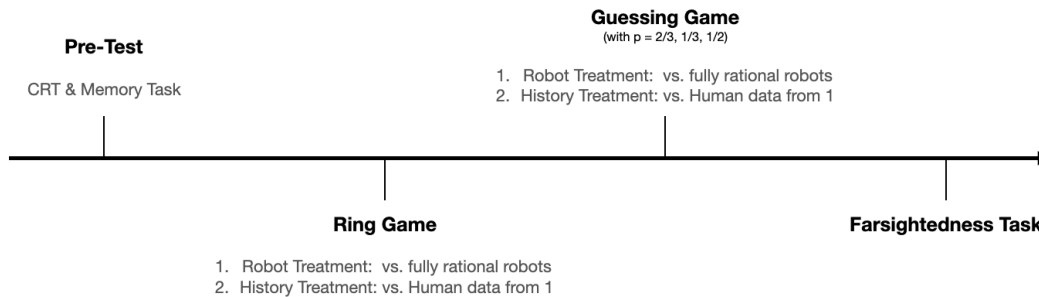 Pre-Test
CRT & Memory Task
Ring Game
1. Robot Treatment: vs. fully rational robots
2. History Treatment: vs. Human data from 1
Guessing Game
(with p = 2/3, 1/3, 1/2)
1. Robot Treatment: vs. fully rational robots
2. History Treatment: vs. Human data from 1
Farsightedness Task